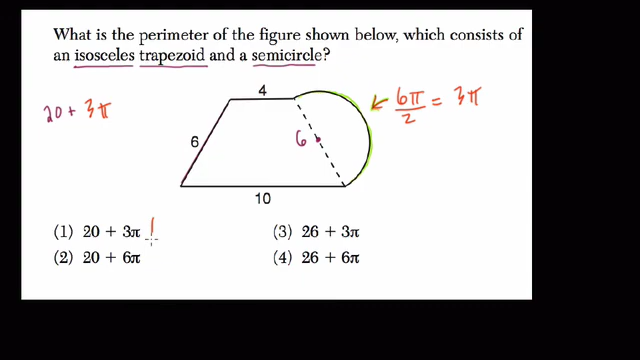 What is the perimeter of the figure shown below, which consists of
an isosceles trapezoid and a semicircle?
20 + 3π
4
6π/2 = 3π
6
6
10
(1) 20 + 3π
(3) 26 + 3π
(2) 20 + 6π
(4) 26 + 6π